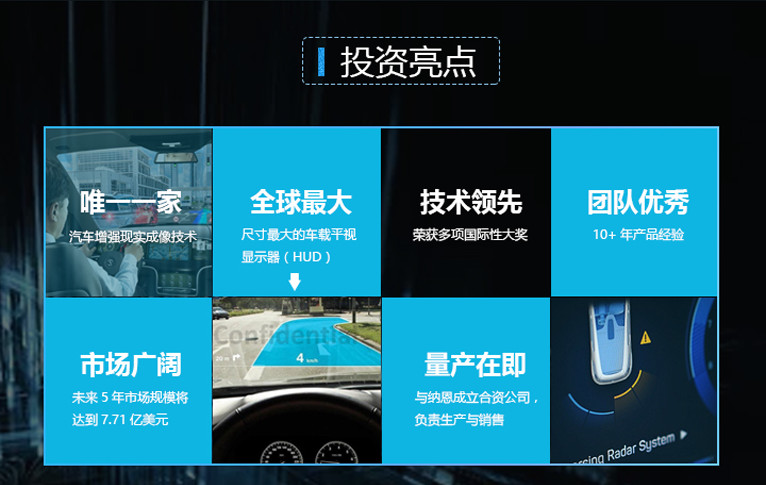 投资亮点
唯一一家
汽车增强现实成像技术
全球最大
尺寸最大的车载平视
显示器（HUD）
技术领先
荣获多项国际性大奖
团队优秀
10+ 年产品经验
市场广阔
未来 5 年市场规模将
达到 7.71 亿美元
Confidential
4 km/h
量产在即
与纳恩成立合资公司，
负责生产与销售
Radar System